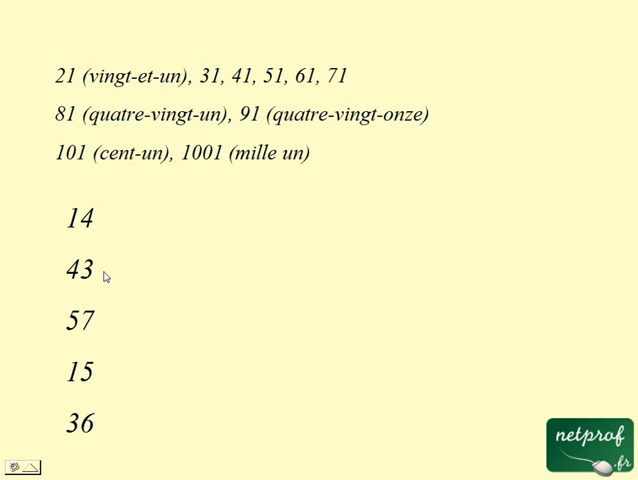 21 (vingt-et-un), 31, 41, 51, 61, 71
81 (quatre-vingt-un), 91 (quatre-vingt-onze)
101 (cent-un), 1001 (mille un)
14
43
57
15
36
netprof
.fr